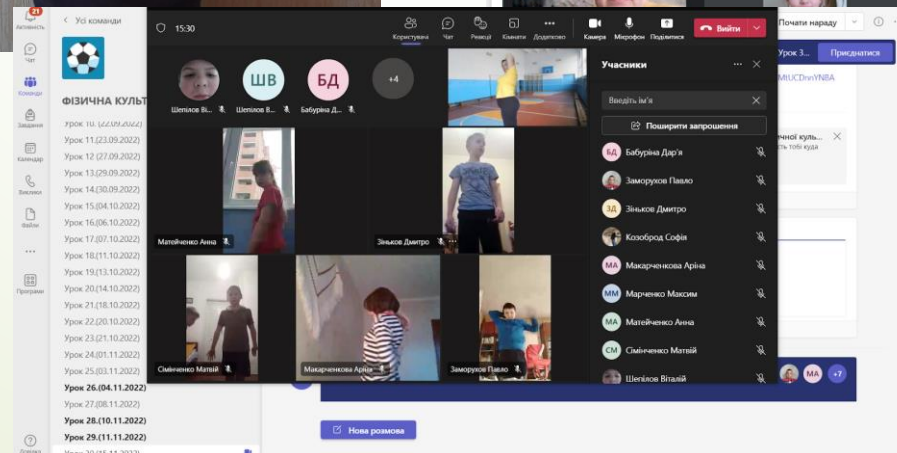 21
Активність
Чат
Команди
Завдання
Календар
Виклики
Файли
Програми
Усі команди
ФІЗИЧНА КУЛЬТ
Урок 10. (22.09.2022)
Урок 11.(23.09.2022)
Урок 12 (27.09.2022)
Урок 13.(29.09.2022)
Урок 14.(30.09.2022)
Урок 15.(04.10.2022)
Урок 16.(06.10.2022)
Урок 17.(07.10.2022)
Урок 18.(11.10.2022)
Урок 19.(13.10.2022)
Урок 20.(14.10.2022)
Урок 21.(18.10.2022)
Урок 22.(20.10.2022)
Урок 23.(21.10.2022)
Урок 24.(01.11.2022)
Урок 25.(03.11.2022)
Урок 26.(04.11.2022)
Урок 27.(08.11.2022)
Урок 28.(10.11.2022)
Урок 29.(11.11.2022)
15:30
Користувачі
Чат
Реакції
Кімнати
Додатково
Камера
Мікрофон
Поділитися
Вийти
ШВ
БД
+4
Шепілов Ві...
Шепілов В...
Бабуріна Д...
Матейченко Анна
Зіньков Дмитро
Сімінченко Матвій
Макарченкова Аріна
Заморухов Павло
Учасники
Введіть ім'я
Поширити запрошення
БД Бабуріна Дар'я
Заморухов Павло
ЗД Зіньков Дмитро
Козоброд Софія
МА Макарченкова Аріна
ММ Марченко Максим
МА Матейченко Анна
СМ Сімінченко Матвій
Шепілов Віталій
Почати нараду
Урок 3...
Приєднатися
ичної куль...
сть тобі куда
МА
+7
Нова розмова